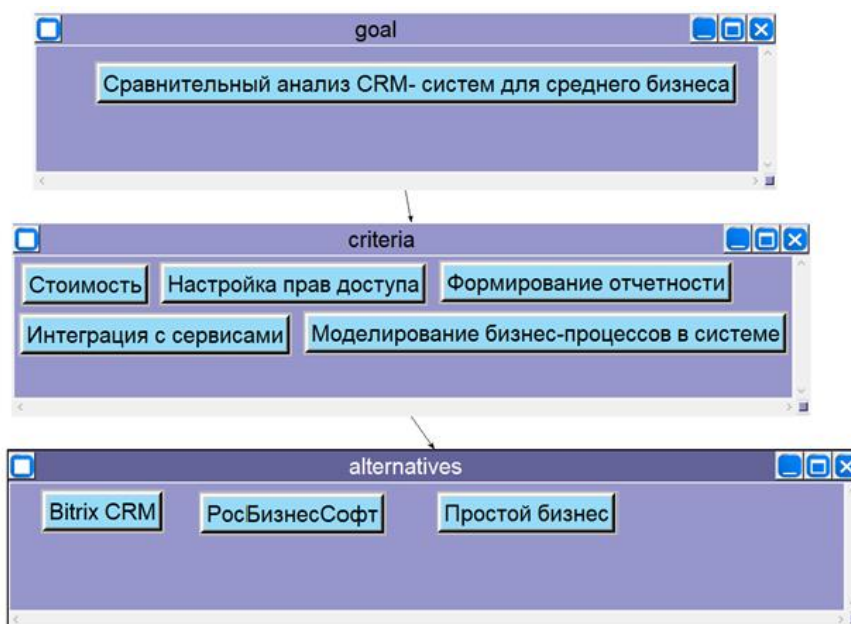 goal
Сравнительный анализ CRM- систем для среднего бизнеса
criteria
Стоимость
Настройка прав доступа
Формирование отчетности
Интеграция с сервисами
Моделирование бизнес-процессов в системе
alternatives
Bitrix CRM
РосБизнесСофт
Простой бизнес